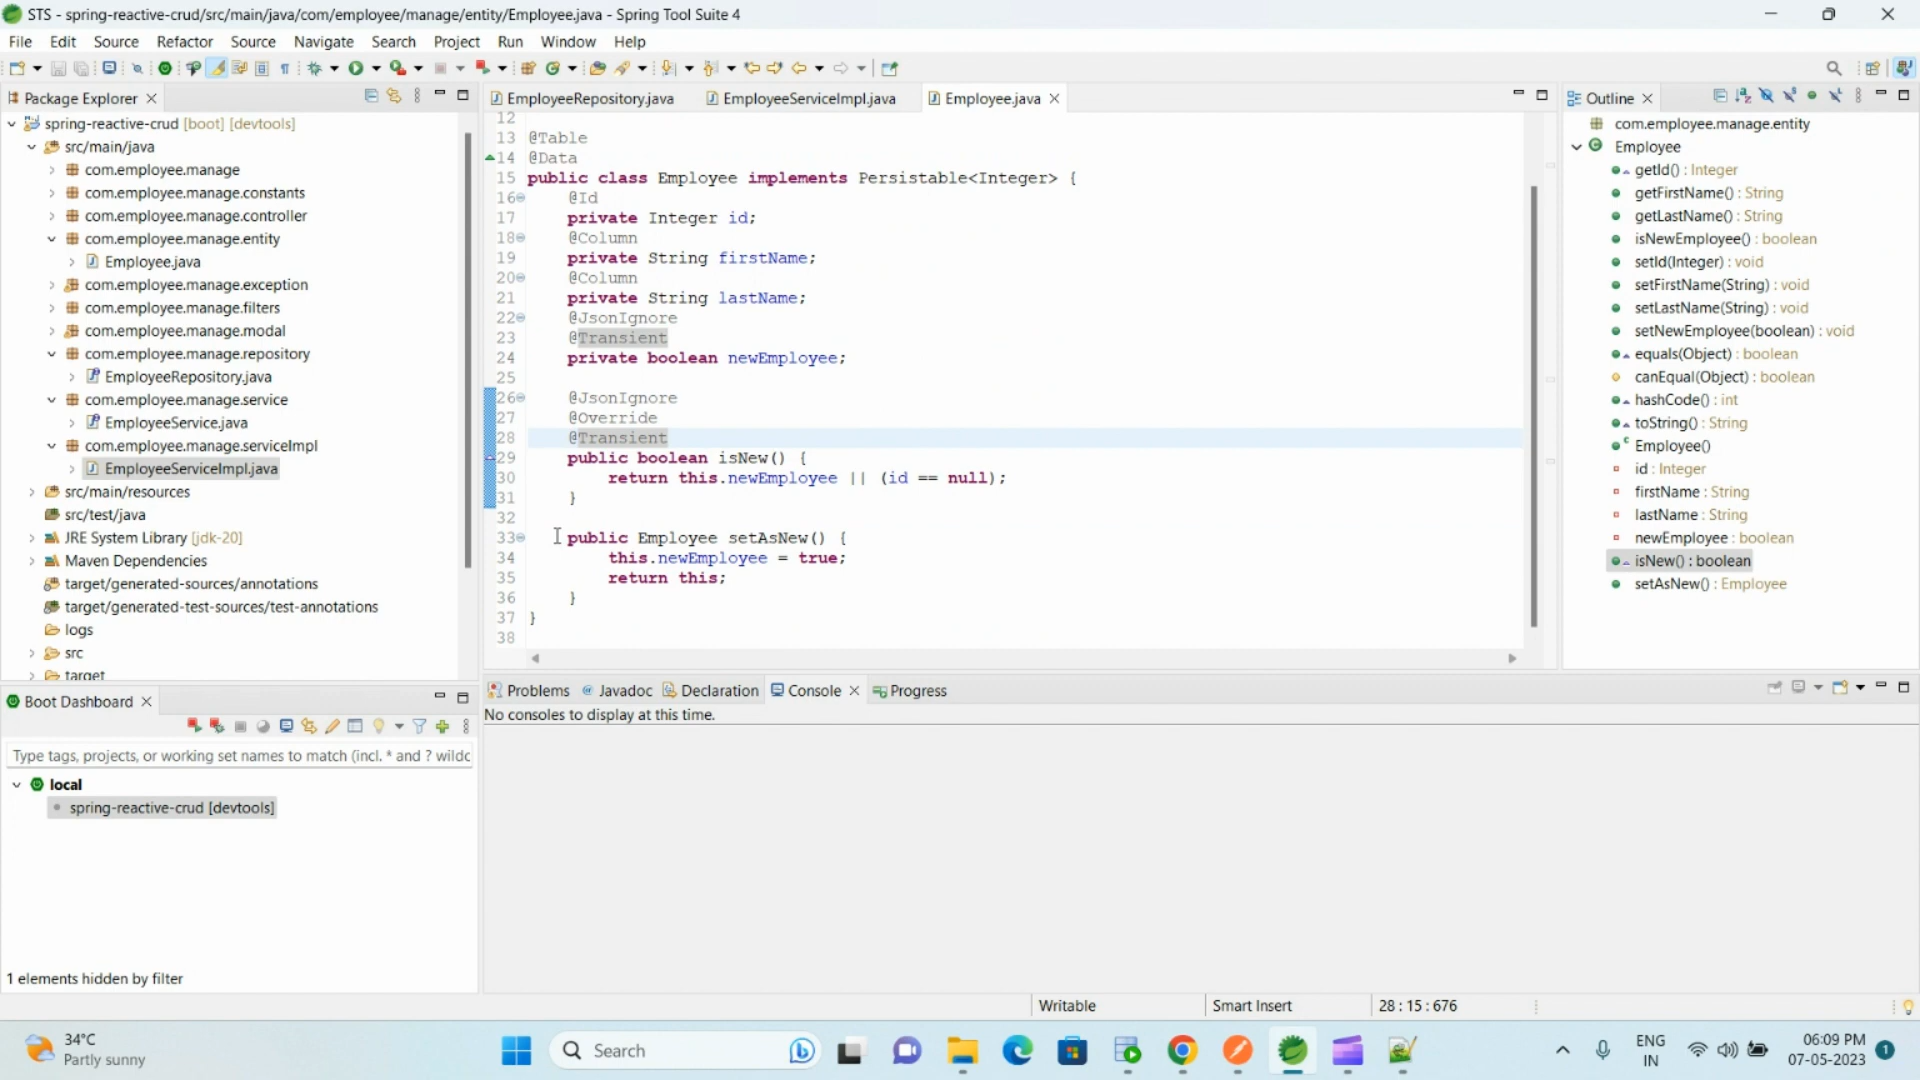 STS - spring-reactive-crud/src/main/java/com/employee/manage/entity/Employee.java - Spring Tool Suite 4
File Edit Source Refactor Source Navigate Search Project Run Window Help
Package Explorer
spring-reactive-crud [boot] [devtools]
src/main/java
com.employee.manage
com.employee.manage.constants
com.employee.manage.controller
com.employee.manage.entity
Employee.java
com.employee.manage.exception
com.employee.manage.filters
com.employee.manage.modal
com.employee.manage.repository
EmployeeRepository.java
com.employee.manage.service
EmployeeService.java
com.employee.manage.serviceImpl
EmployeeServiceImpl.java
src/main/resources
src/test/java
JRE System Library [jdk-20]
Maven Dependencies
target/generated-sources/annotations
target/generated-test-sources/test-annotations
logs
src
target
EmployeeRepository.java EmployeeServiceImpl.java Employee.java
12
13 @Table
14 @Data
15 public class Employee implements Persistable<Integer> {
16 @Id
17 private Integer id;
18 @Column
19 private String firstName;
20 @Column
21 private String lastName;
22 @JsonIgnore
23 @Transient
24 private boolean newEmployee;
25
26 @JsonIgnore
27 @Override
28 @Transient
29 public boolean isNew() {
30 return this.newEmployee || (id == null);
31 }
32
33 public Employee setAsNew() {
34 this.newEmployee = true;
35 return this;
36 }
37 }
38
Outline
com.employee.manage.entity
Employee
getId() : Integer
getFirstName() : String
getLastName() : String
isNewEmployee() : boolean
setId(Integer) : void
setFirstName(String) : void
setLastName(String) : void
setNewEmployee(boolean) : void
equals(Object) : boolean
canEqual(Object) : boolean
hashCode() : int
toString() : String
Employee()
id : Integer
firstName : String
lastName : String
newEmployee : boolean
isNew() : boolean
setAsNew() : Employee
Boot Dashboard
Type tags, projects, or working set names to match (incl. * and ? wildc
local
spring-reactive-crud [devtools]
1 elements hidden by filter
Problems Javadoc Declaration Console Progress
No consoles to display at this time.
Writable Smart Insert 28 : 15 : 676
34°C
Partly sunny
Search
ENG
IN
06:09 PM
07-05-2023
1